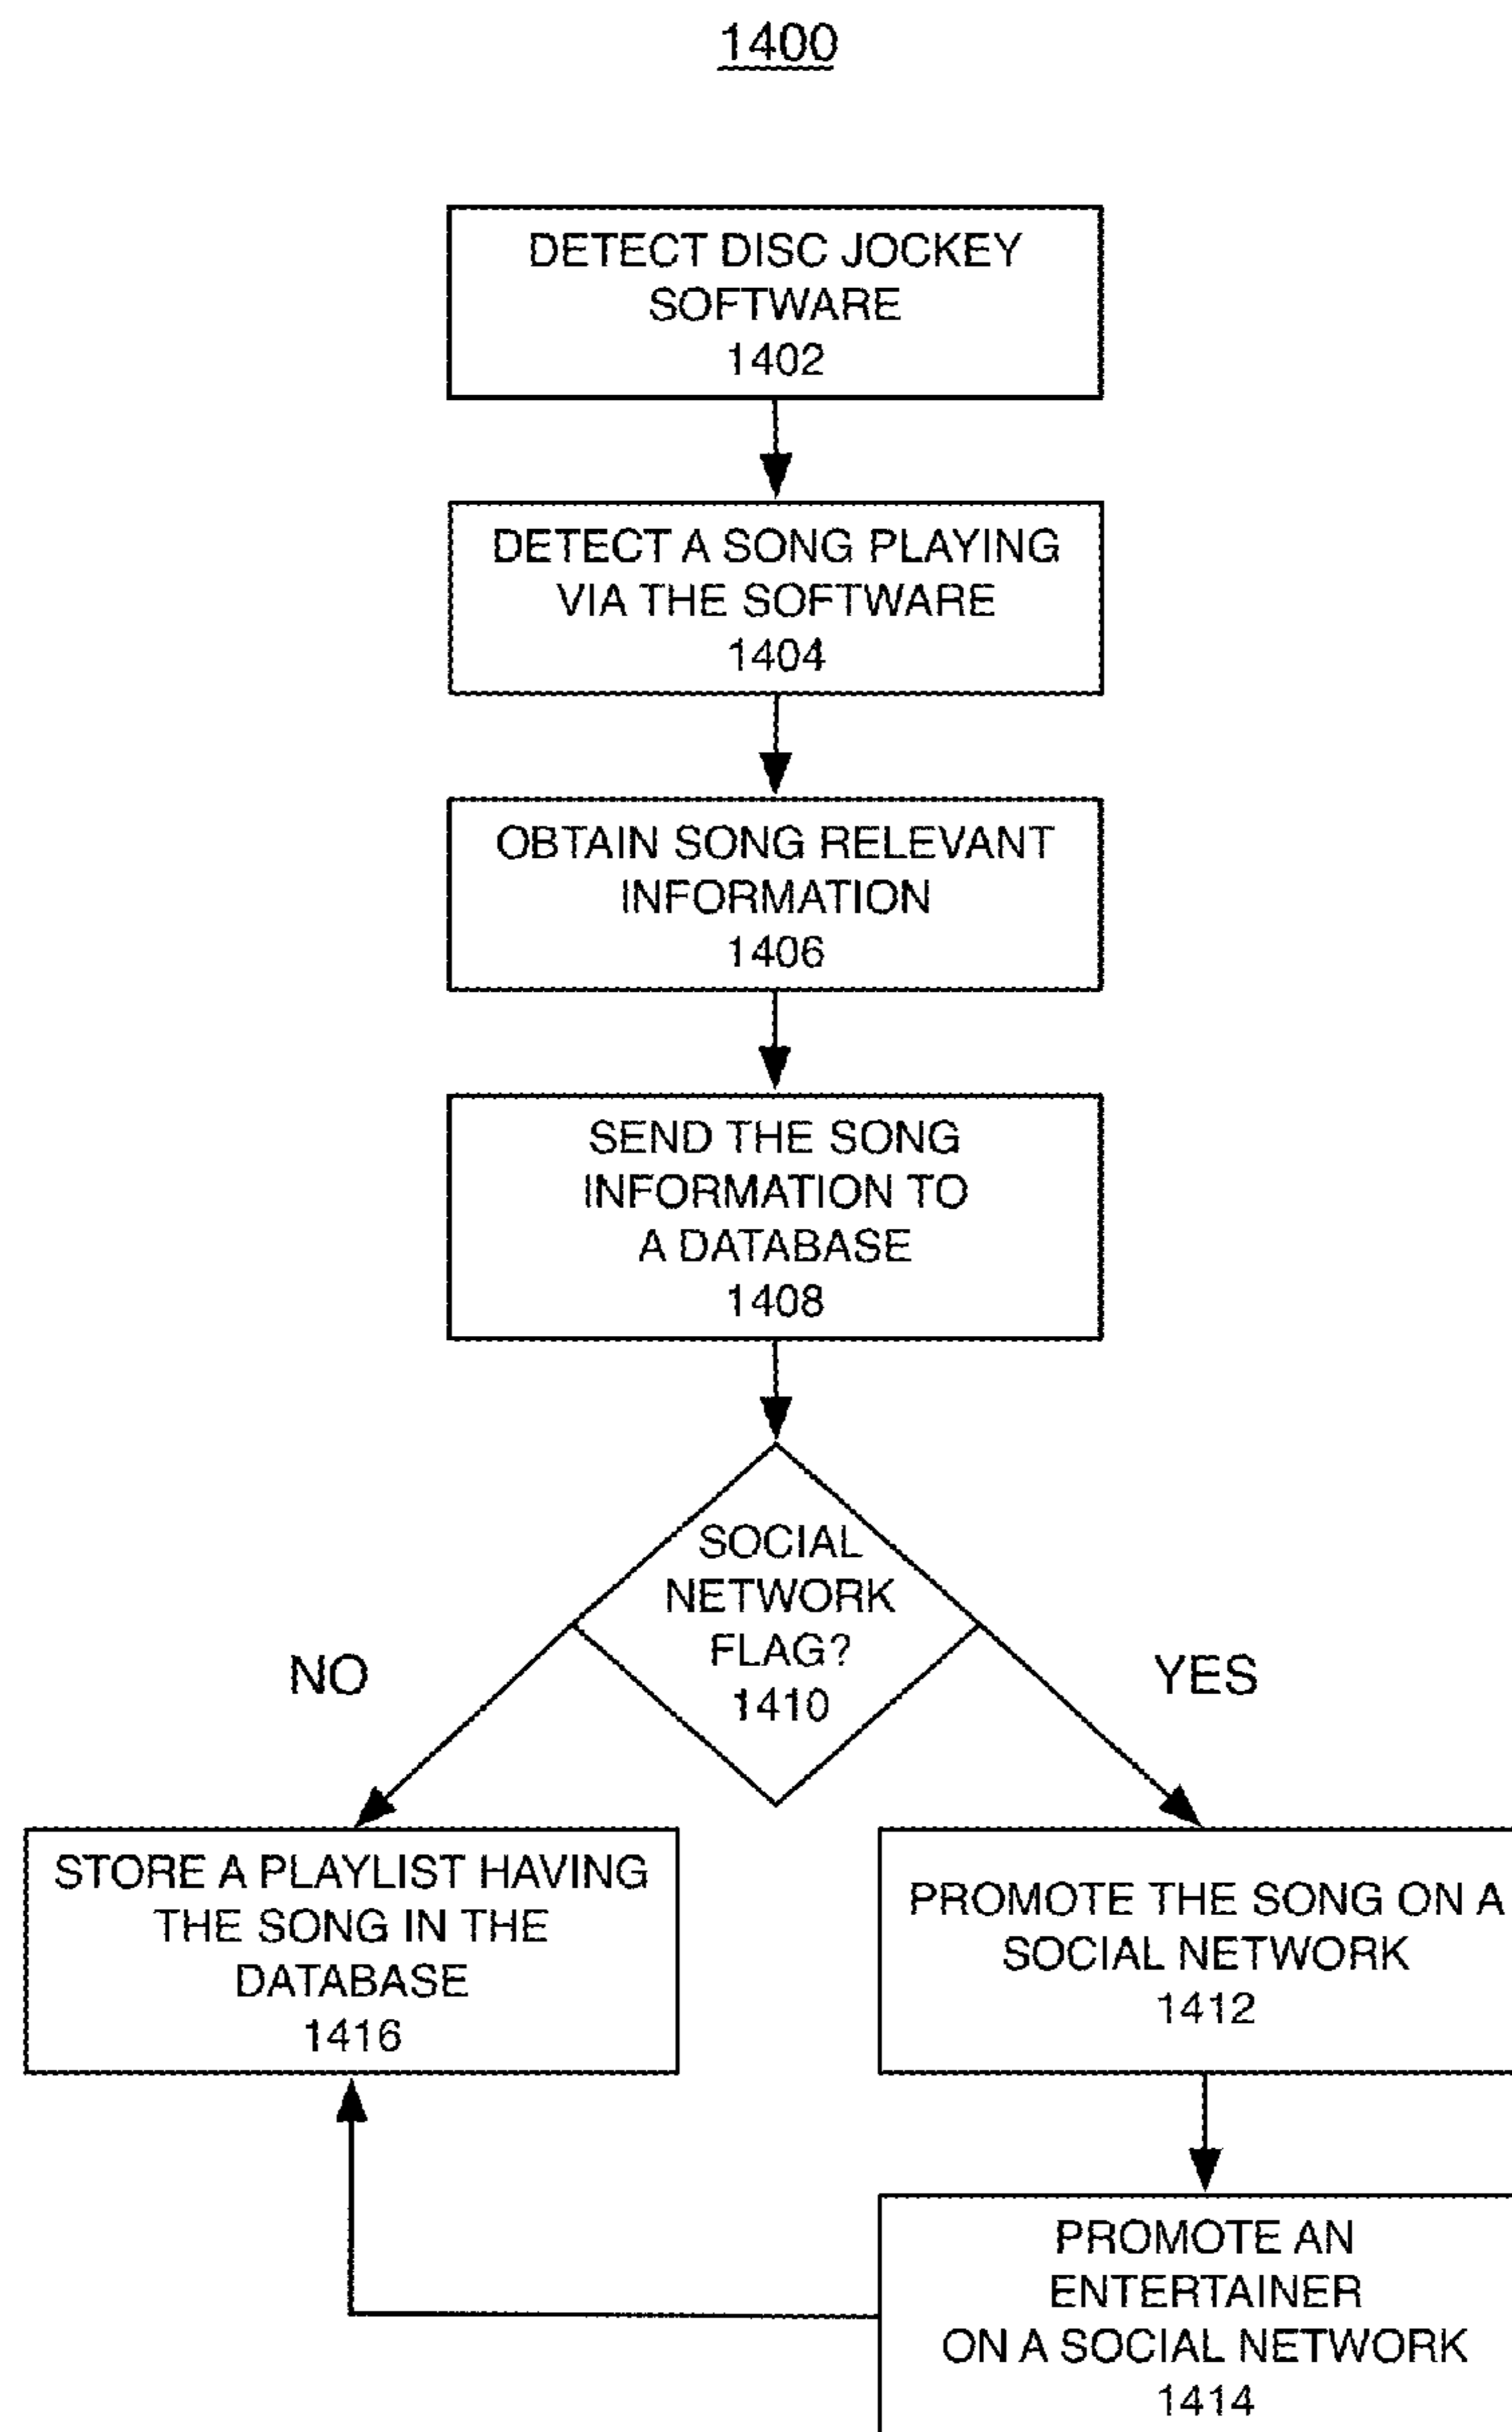 1400
DETECT DISC JOCKEY
SOFTWARE
1402
DETECT A SONG PLAYING
VIA THE SOFTWARE
1404
OBTAIN SONG RELEVANT
INFORMATION
1406
SEND THE SONG
INFORMATION TO
A DATABASE
1408
SOCIAL
NETWORK
FLAG?
1410
NO
YES
STORE A PLAYLIST HAVING
THE SONG IN THE
DATABASE
1416
PROMOTE THE SONG ON A
SOCIAL NETWORK
1412
PROMOTE AN
ENTERTAINER
ON A SOCIAL NETWORK
1414